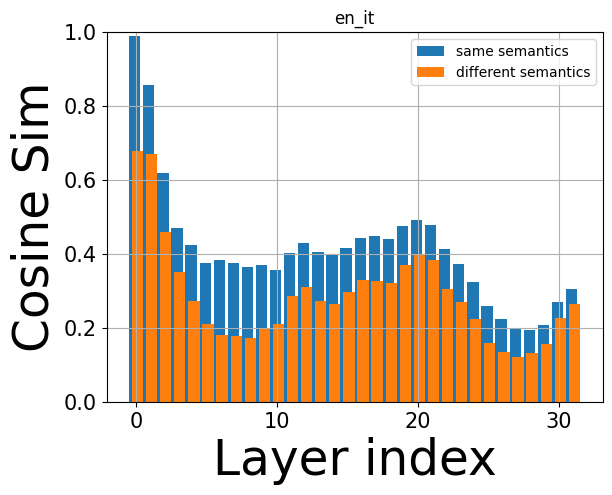 en_it
same semantics
different semantics
Cosine Sim
1.0
0.8
0.6
0.4
0.2
0.0
0 10 20 30
Layer index